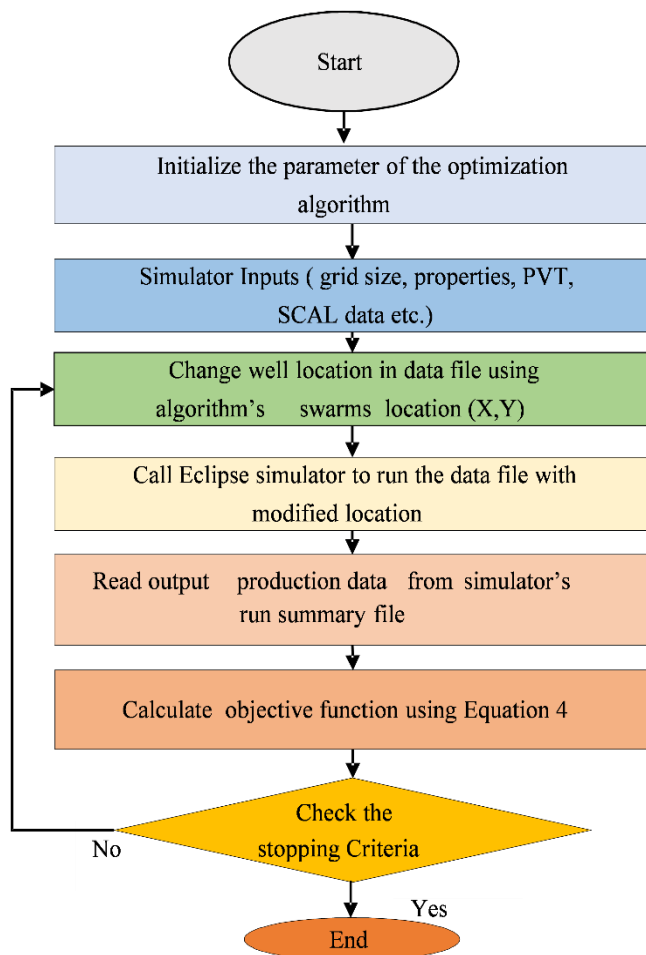 Start
Initialize the parameter of the optimization
algorithm
Simulator Inputs ( grid size, properties, PVT,
SCAL data etc.)
Change well location in data file using
algorithm's swarms location (X,Y)
Call Eclipse simulator to run the data file with
modified location
Read output production data from simulator's
run summary file
Calculate objective function using Equation 4
Check the
stopping Criteria
No
Yes
End